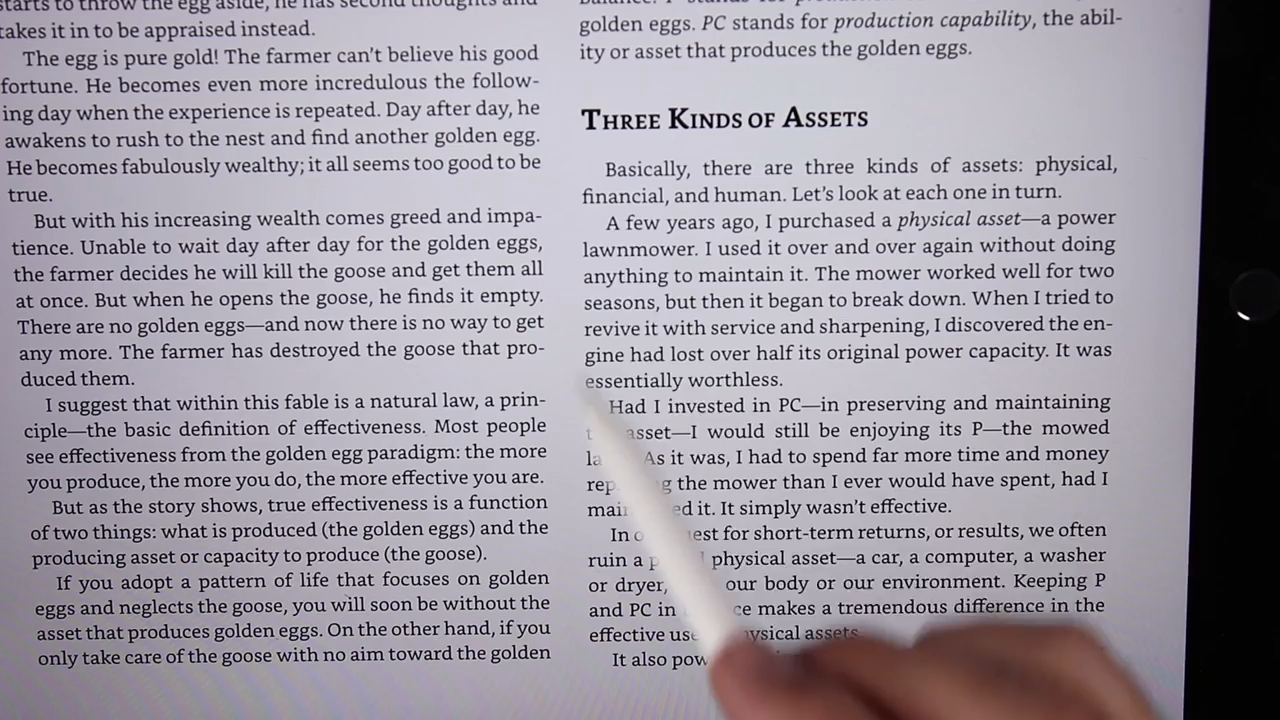 starts to throw the egg aside, he has second thoughts and
takes it in to be appraised instead.
The egg is pure gold! The farmer can't believe his good
fortune. He becomes even more incredulous the follow-
ing day when the experience is repeated. Day after day, he
awakens to rush to the nest and find another golden egg.
He becomes fabulously wealthy; it all seems too good to be
true.
But with his increasing wealth comes greed and impa-
tience. Unable to wait day after day for the golden eggs,
the farmer decides he will kill the goose and get them all
at once. But when he opens the goose, he finds it empty.
There are no golden eggs—and now there is no way to get
any more. The farmer has destroyed the goose that pro-
duced them.
I suggest that within this fable is a natural law, a prin-
ciple—the basic definition of effectiveness. Most people
see effectiveness from the golden egg paradigm: the more
you produce, the more you do, the more effective you are.
But as the story shows, true effectiveness is a function
of two things: what is produced (the golden eggs) and the
producing asset or capacity to produce (the goose).
If you adopt a pattern of life that focuses on golden
eggs and neglects the goose, you will soon be without the
asset that produces golden eggs. On the other hand, if you
only take care of the goose with no aim toward the golden
golden eggs. PC stands for production capability, the abil-
ity or asset that produces the golden eggs.
THREE KINDS OF ASSETS
Basically, there are three kinds of assets: physical,
financial, and human. Let's look at each one in turn.
A few years ago, I purchased a physical asset—a power
lawnmower. I used it over and over again without doing
anything to maintain it. The mower worked well for two
seasons, but then it began to break down. When I tried to
revive it with service and sharpening, I discovered the en-
gine had lost over half its original power capacity. It was
essentially worthless.
Had I invested in PC—in preserving and maintaining
asset—I would still be enjoying its P—the mowed
As it was, I had to spend far more time and money
the mower than I ever would have spent, had I
it. It simply wasn't effective.
In for short-term returns, or results, we often
ruin a physical asset—a car, a computer, a washer
or dryer, our body or our environment. Keeping P
and PC in makes a tremendous difference in the
effective physical assets.
It also